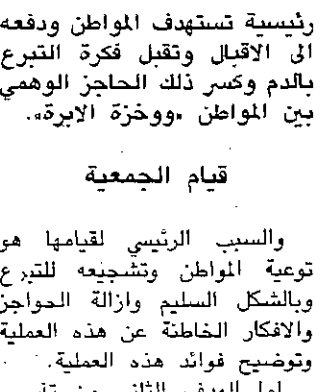 رئيسية تستهدف المواطن ودفعه
الى الاقبال وتقبل فكرة التبرع
بالدم وكسر ذلك الحاجز الوهمي
بين المواطن «ووخزة الابرة».
قيام الجمعية
والسبب الرئيسي لقيامها هو
توعية المواطن وتشجيعه للتبرع
وبالشكل السليم وازالة الحواجز
والافكار الخاطئة عن هذه العملية
وتوضيح فوائد هذه العملية.
الهدف الثاني